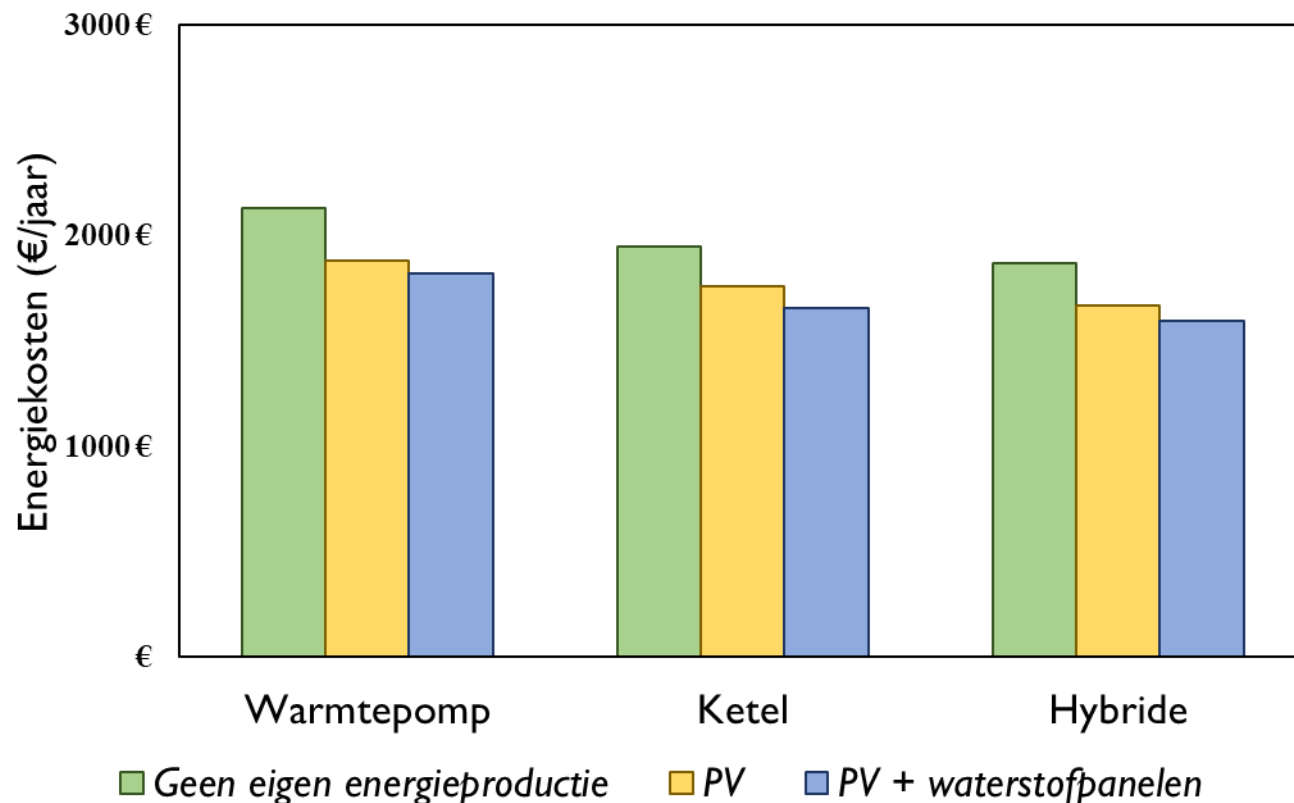 3000 €
2000 €
1000 €
€
Energiekosten (€/jaar)
Warmtepomp Ketel Hybride
Geen eigen energieproductie PV PV + waterstofpanelen